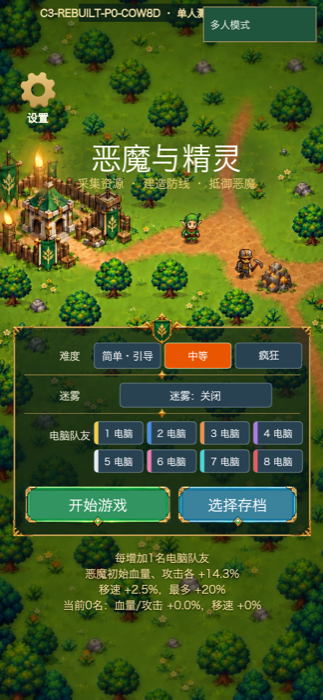 C3-REBUILT-P0-COW8D · 单人
多人模式
设置
恶魔与精灵
采集资源 · 建造防线 · 抵御恶魔
难度 简单·引导 中等 疯狂
迷雾 迷雾：关闭
电脑队友 1 电脑 2 电脑 3 电脑 4 电脑
5 电脑 6 电脑 7 电脑 8 电脑
开始游戏 选择存档
每增加1名电脑队友
恶魔初始血量、攻击各 +14.3%
移速 +2.5%，最多 +20%
当前0名：血量/攻击 +0.0%，移速 +0%